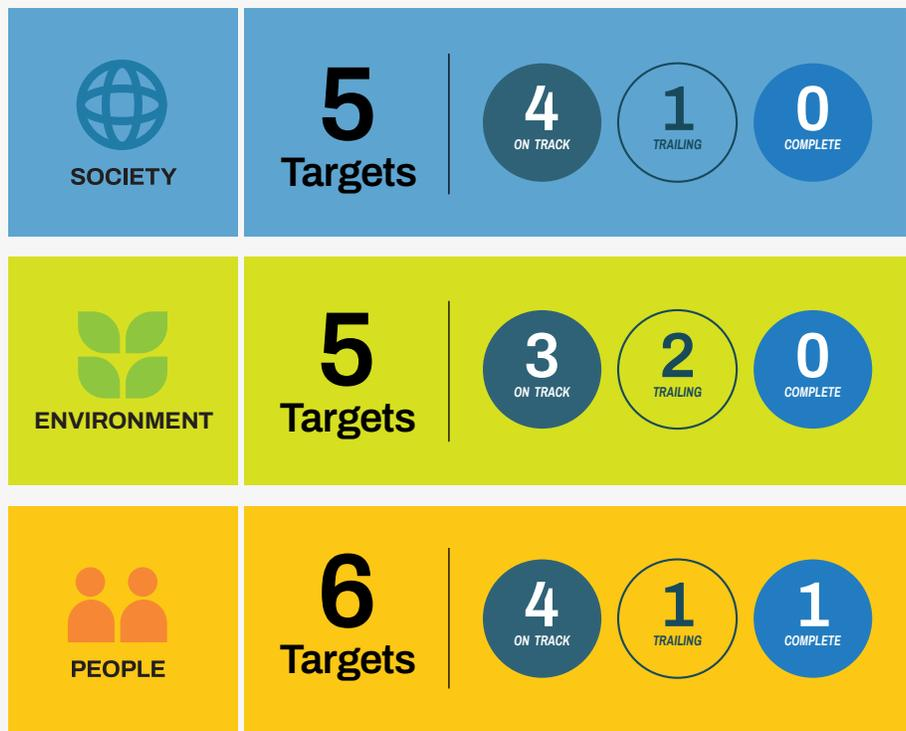 SOCIETY
5
Targets
4
ON TRACK
1
TRAILING
0
COMPLETE
ENVIRONMENT
5
Targets
3
ON TRACK
2
TRAILING
0
COMPLETE
PEOPLE
6
Targets
4
ON TRACK
1
TRAILING
1
COMPLETE